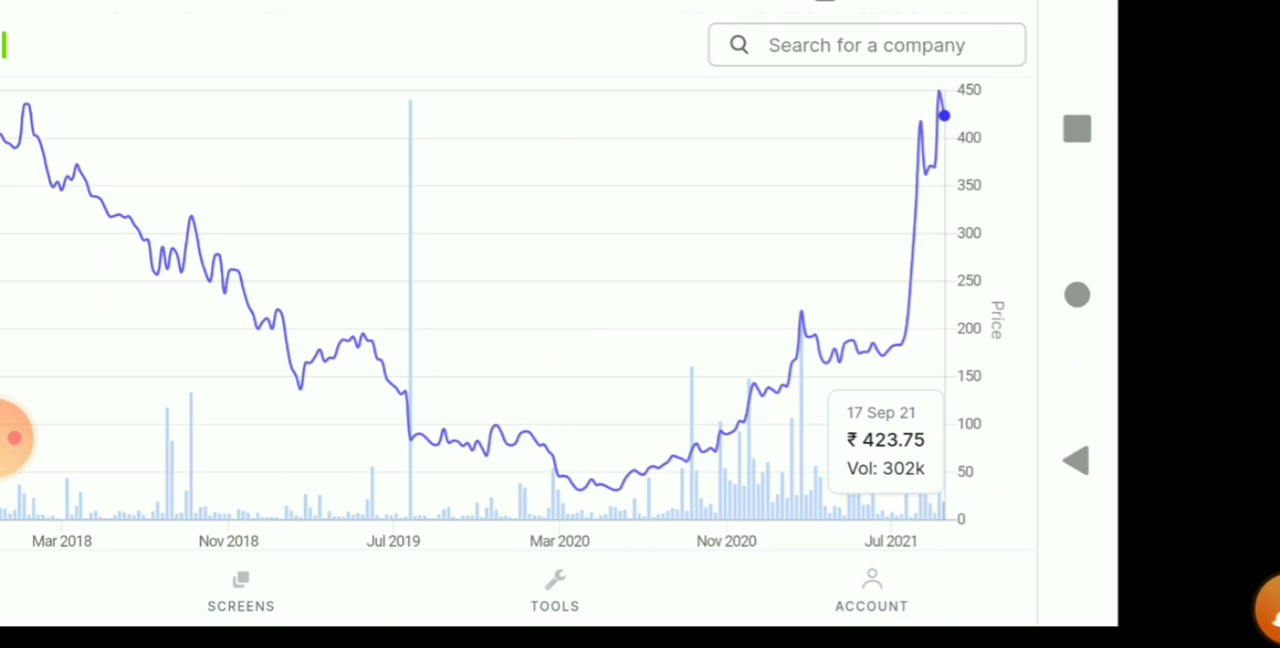 Search for a company
450
400
350
300
250
200
150
100
50
0
Price
17 Sep 21
₹ 423.75
Vol: 302k
Mar 2018 Nov 2018 Jul 2019 Mar 2020 Nov 2020 Jul 2021
SCREENS TOOLS ACCOUNT